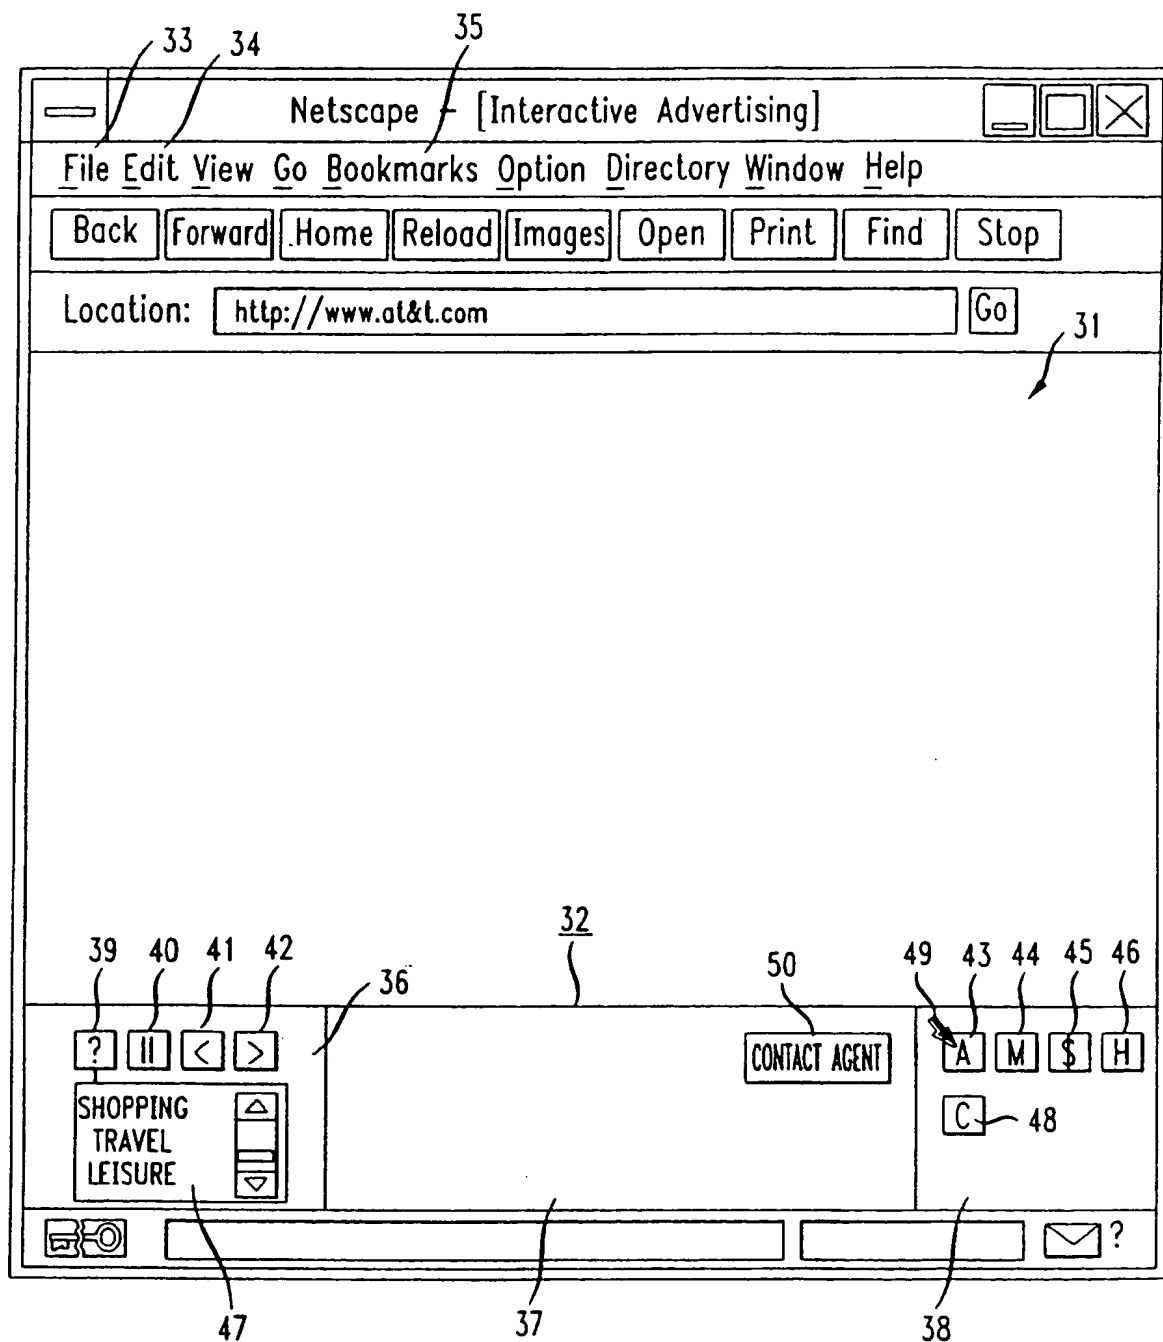 33 34 35
Netscape - [Interactive Advertising]
File Edit View Go Bookmarks Option Directory Window Help
Back Forward Home Reload Images Open Print Find Stop
Location: http://www.at&t.com Go
31
32
39 40 41 42
36
50
49 43 44 45 46
? || < >
CONTACT AGENT
A M $ H
SHOPPING
TRAVEL
LEISURE
C 48
?
47 37 38